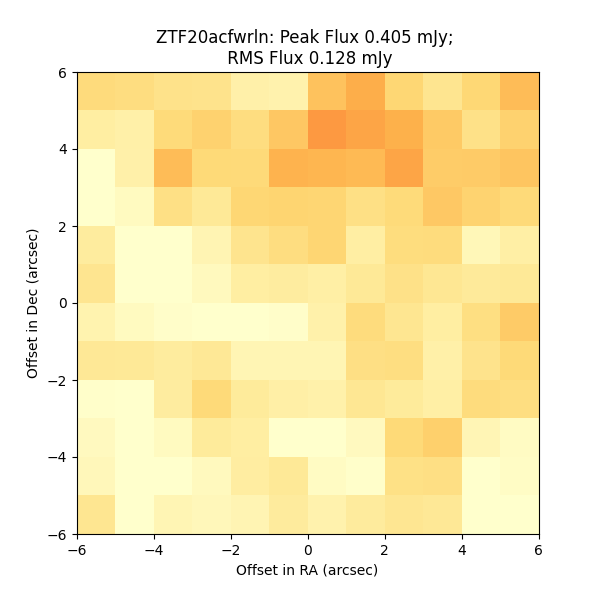 ZTF20acfwrln: Peak Flux 0.405 mJy;
RMS Flux 0.128 mJy
6
4
2
0
−2
−4
−6
Offset in Dec (arcsec)
−6 −4 −2 0 2 4 6
Offset in RA (arcsec)